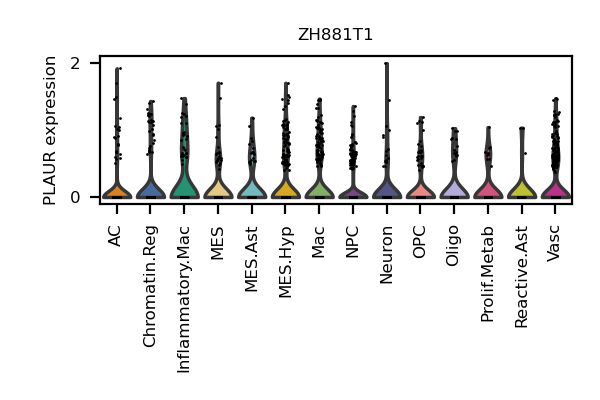 ZH881T1
PLAUR expression
2
0
AC
Chromatin.Reg
Inflammatory.Mac
MES
MES.Ast
MES.Hyp
Mac
NPC
Neuron
OPC
Oligo
Prolif.Metab
Reactive.Ast
Vasc